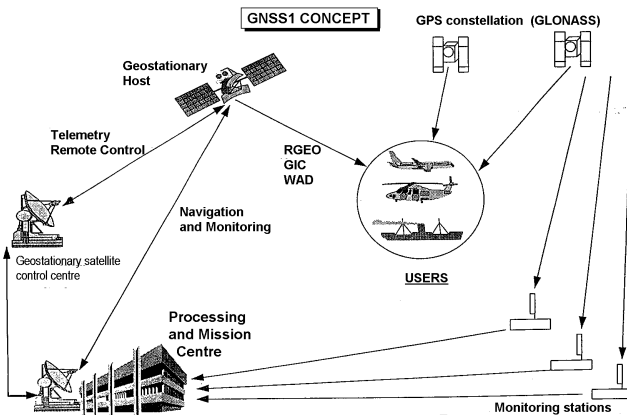 GNSS1 CONCEPT
GPS constellation (GLONASS)
Geostationary
Host
Telemetry
Remote Control
RGEO
GIC
WAD
Navigation
and Monitoring
Geostationary satellite
control centre
USERS
Processing
and Mission
Centre
Monitoring stations